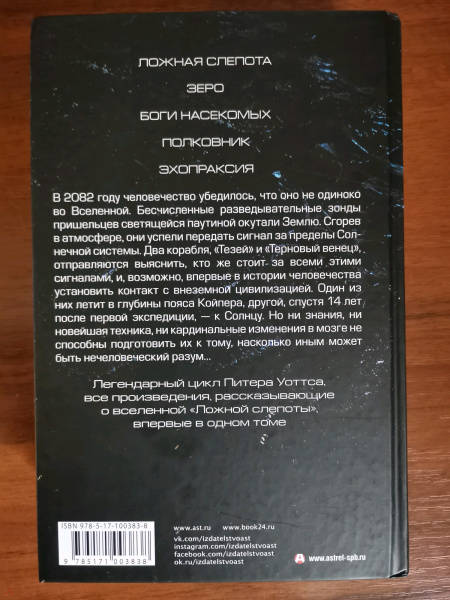 ЛОЖНАЯ СЛЕПОТА
ЗЕРО
БОГИ НАСЕКОМЫХ
ПОЛКОВНИК
ЭХОПРАКСИЯ
В 2082 году человечество убедилось, что оно не одиноко
во Вселенной. Бесчисленные разведывательные зонды
пришельцев светящейся паутиной окутали Землю. Сгорев
в атмосфере, они успели передать сигнал за пределы Сол-
нечной системы. Два корабля, «Тезей» и «Терновый венец»,
отправляются выяснить, кто же стоит за всеми этими
сигналами, и, возможно, впервые в истории человечества
установить контакт с внеземной цивилизацией. Один из
них летит в глубины пояса Койпера, другой, спустя 14 лет
после первой экспедиции, — к Солнцу. Но ни знания, ни
новейшая техника, ни кардинальные изменения в мозге не
способны подготовить их к тому, насколько иным может
быть нечеловеческий разум...
Легендарный цикл Питера Уоттса,
все произведения, рассказывающие
о вселенной «Ложной слепоты»,
впервые в одном томе
ISBN 978-5-17-100383-8
9 785171 003838
www.ast.ru www.book24.ru
vk.com/izdatelstvoast
instagram.com/izdatelstvoast
facebook.com/izdatelstvoast
ok.ru/izdatelstvoast
www.astrel-spb.ru